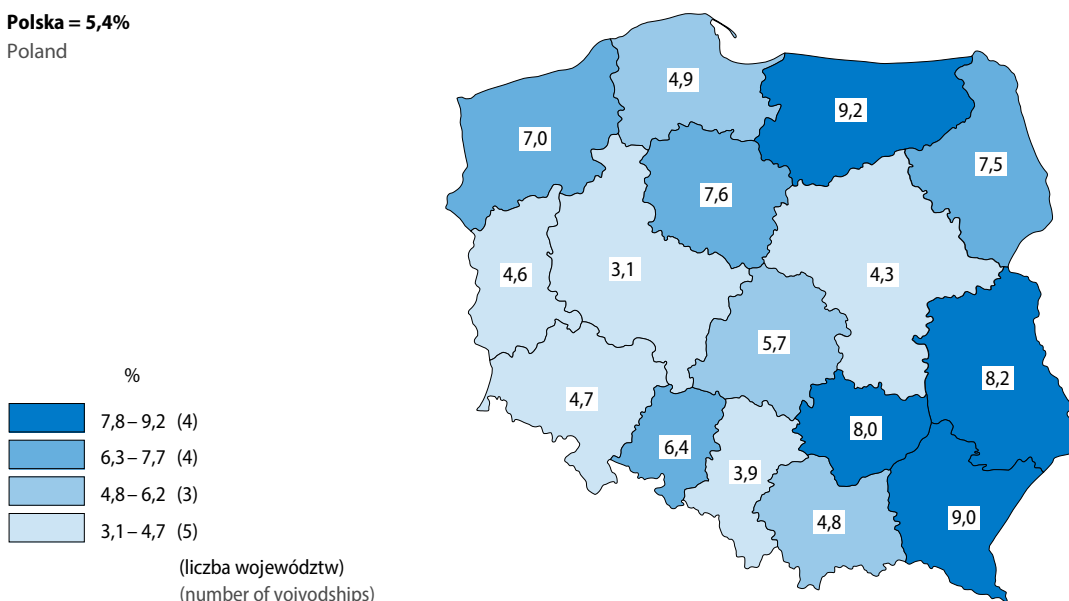 Polska = 5,4%
Poland
4,9
9,2
7,0
7,5
7,6
4,6
3,1
4,3
5,7
8,2
4,7
8,0
6,4
3,9
4,8
9,0
%
7,8 – 9,2 (4)
6,3 – 7,7 (4)
4,8 – 6,2 (3)
3,1 – 4,7 (5)
(liczba województw)
(number of voivodships)